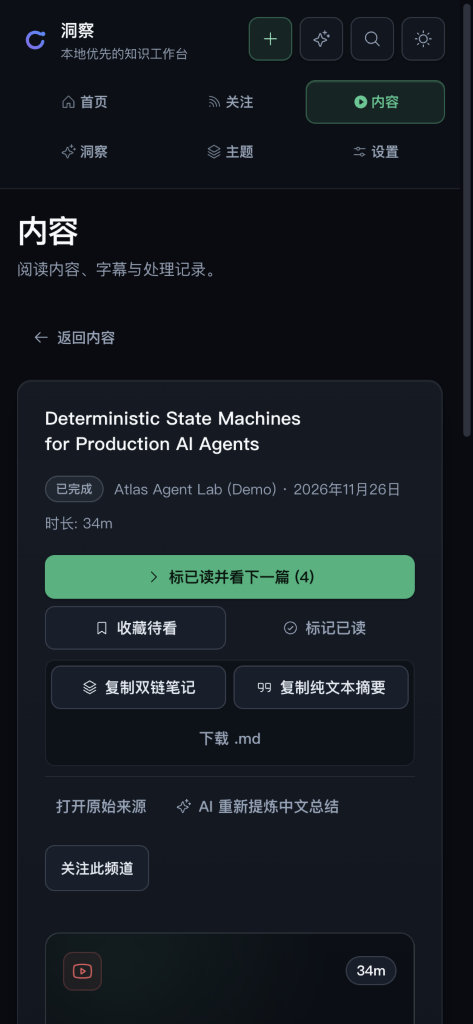 洞察
本地优先的知识工作台
首页 关注 内容
洞察 主题 设置
内容
阅读内容、字幕与处理记录。
← 返回内容
Deterministic State Machines
for Production AI Agents
已完成 Atlas Agent Lab (Demo) · 2026年11月26日
时长: 34m
标已读并看下一篇 (4)
收藏待看 标记已读
复制双链笔记 复制纯文本摘要
下载 .md
打开原始来源 AI 重新提炼中文总结
关注此频道
34m